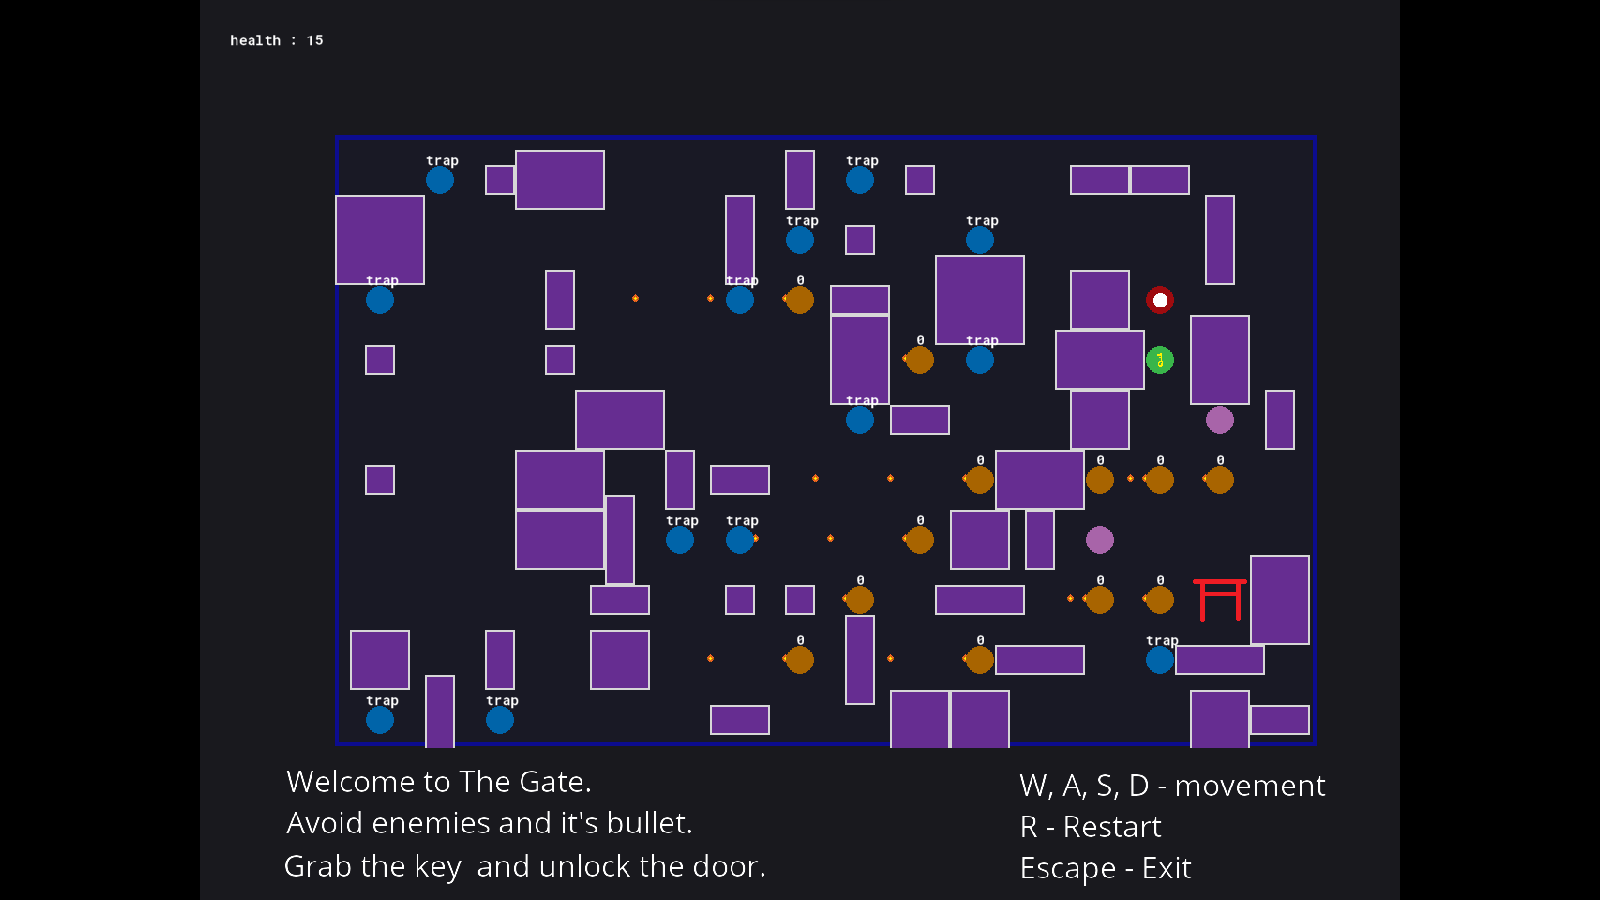 health : 15
trap trap
trap trap
trap trap 0
0 trap
trap
0 0 0 0
trap trap 0
0 0 0
0 0 trap
trap trap
Welcome to The Gate.
Avoid enemies and it's bullet.
Grab the key and unlock the door.
W, A, S, D - movement
R - Restart
Escape - Exit